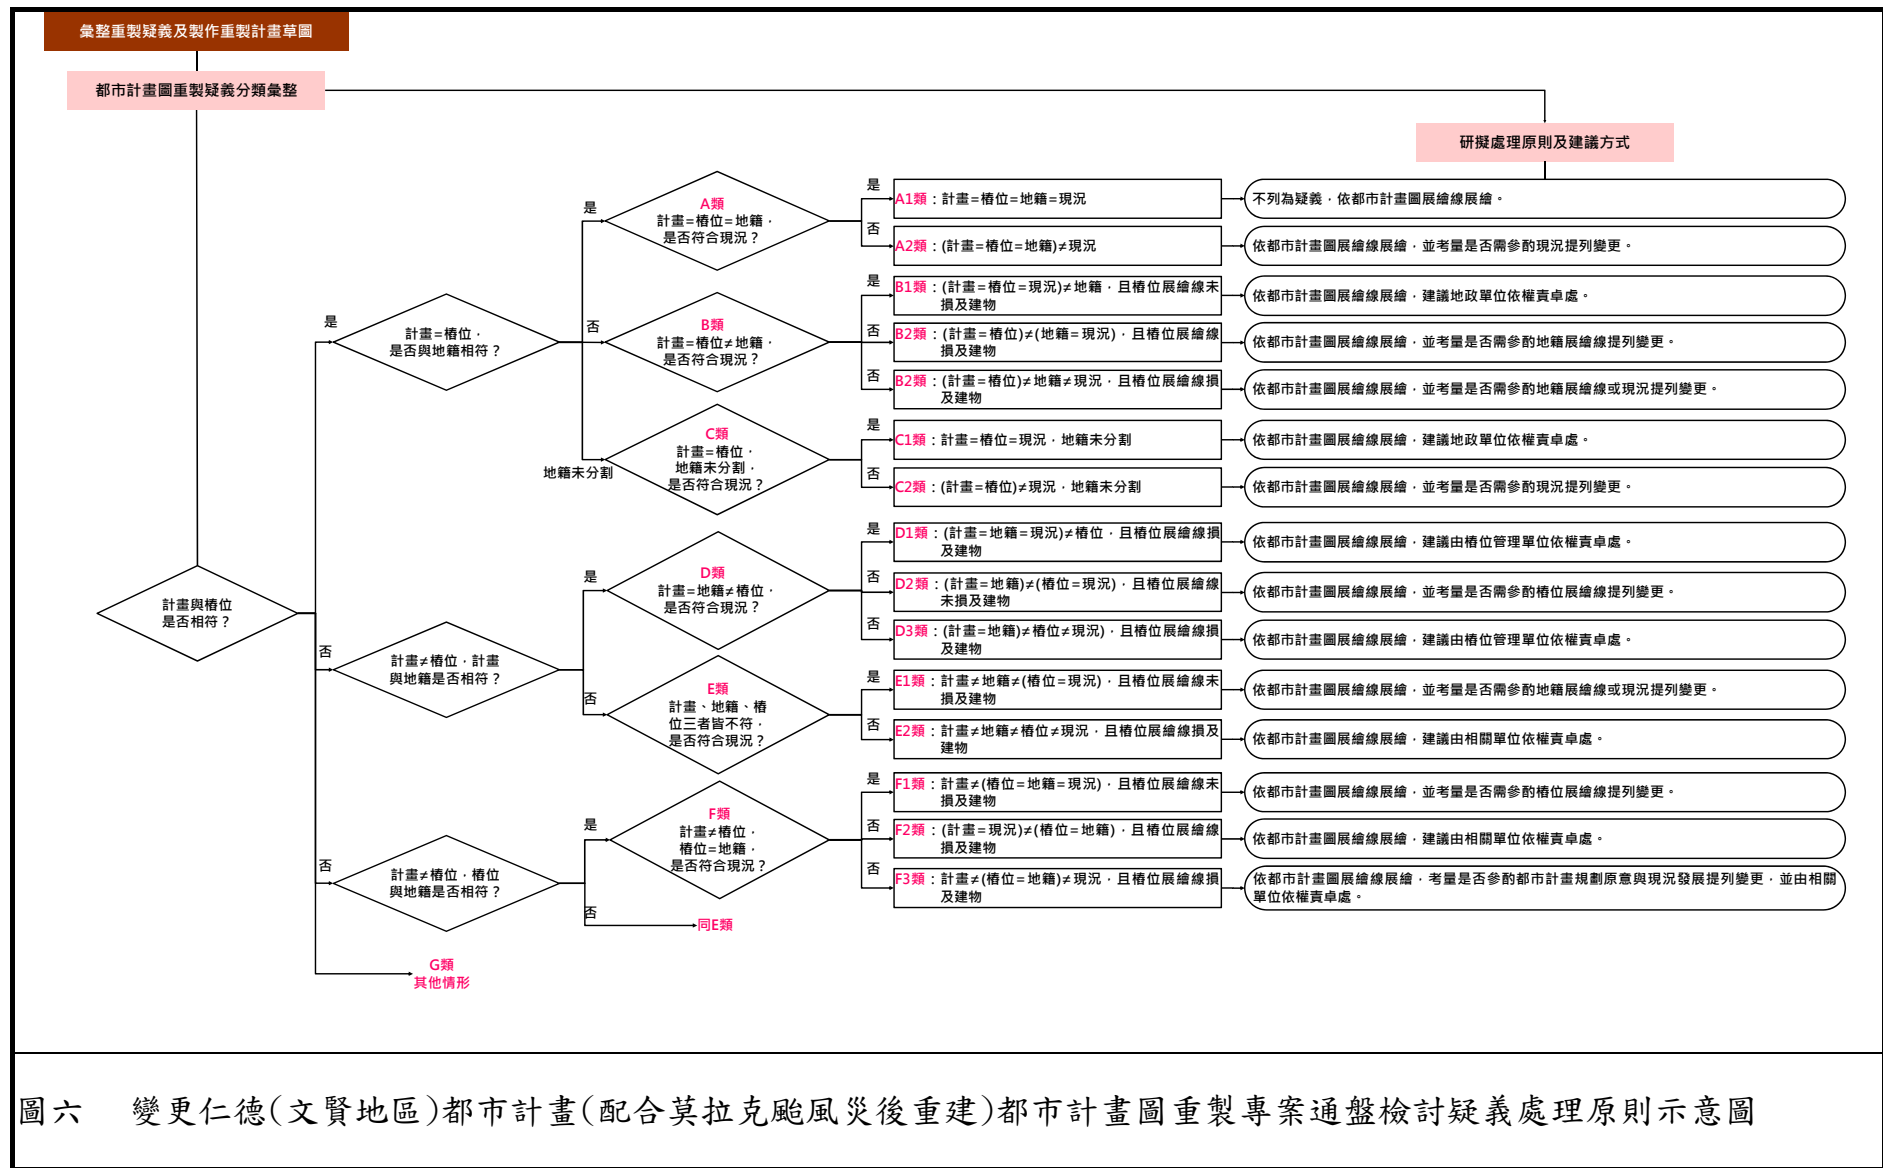 彙整重製疑義及製作重製計畫草圖
都市計畫圖重製疑義分類彙整
研擬處理原則及建議方式
計畫與樁位
是否相符？
是
計畫=樁位，
是否與地籍相符？
否
計畫≠樁位，計畫
與地籍是否相符？
否
計畫≠樁位，樁位
與地籍是否相符？
G類
其他情形
是
A類
計畫=樁位=地籍，
是否符合現況？
否
B類
計畫=樁位≠地籍，
是否符合現況？
地籍未分割
C類
計畫=樁位，
地籍未分割，
是否符合現況？
是
D類
計畫=地籍≠樁位，
是否符合現況？
否
E類
計畫、地籍、樁
位三者皆不符，
是否符合現況？
是
F類
計畫≠樁位，
樁位=地籍，
是否符合現況？
否
同E類
是
A1類：計畫=樁位=地籍=現況
不列為疑義，依都市計畫圖展繪線展繪。
否
A2類：(計畫=樁位=地籍)≠現況
依都市計畫圖展繪線展繪，並考量是否需參酌現況提列變更。
是
B1類：(計畫=樁位=現況)≠地籍，且樁位展繪線未
損及建物
依都市計畫圖展繪線展繪，建議地政單位依權責卓處。
否
B2類：(計畫=樁位)≠(地籍=現況)，且樁位展繪線
損及建物
依都市計畫圖展繪線展繪，並考量是否需參酌地籍展繪線提列變更。
否
B2類：(計畫=樁位)≠地籍≠現況，且樁位展繪線損
及建物
依都市計畫圖展繪線展繪，並考量是否需參酌地籍展繪線或現況提列變更。
是
C1類：計畫=樁位=現況，地籍未分割
依都市計畫圖展繪線展繪，建議地政單位依權責卓處。
否
C2類：(計畫=樁位)≠現況，地籍未分割
依都市計畫圖展繪線展繪，並考量是否需參酌現況提列變更。
是
D1類：(計畫=地籍=現況)≠樁位，且樁位展繪線損
及建物
依都市計畫圖展繪線展繪，建議由樁位管理單位依權責卓處。
否
D2類：(計畫=地籍)≠(樁位=現況)，且樁位展繪線
未損及建物
依都市計畫圖展繪線展繪，並考量是否需參酌樁位展繪線提列變更。
否
D3類：(計畫=地籍)≠樁位≠現況)，且樁位展繪線損
及建物
依都市計畫圖展繪線展繪，建議由樁位管理單位依權責卓處。
是
E1類：計畫≠地籍≠(樁位=現況)，且樁位展繪線未
損及建物
依都市計畫圖展繪線展繪，並考量是否需參酌地籍展繪線或現況提列變更。
否
E2類：計畫≠地籍≠樁位≠現況，且樁位展繪線損及
建物
依都市計畫圖展繪線展繪，建議由相關單位依權責卓處。
是
F1類：計畫≠(樁位=地籍=現況)，且樁位展繪線未
損及建物
依都市計畫圖展繪線展繪，並考量是否需參酌樁位展繪線提列變更。
否
F2類：(計畫=現況)≠(樁位=地籍)，且樁位展繪線
損及建物
依都市計畫圖展繪線展繪，建議由相關單位依權責卓處。
否
F3類：計畫≠(樁位=地籍)≠現況，且樁位展繪線損
及建物
依都市計畫圖展繪線展繪，考量是否參酌都市計畫規劃原意與現況發展提列變更，並由相關
單位依權責卓處。
圖六 變更仁德(文賢地區)都市計畫(配合莫拉克颱風災後重建)都市計畫圖重製專案通盤檢討疑義處理原則示意圖